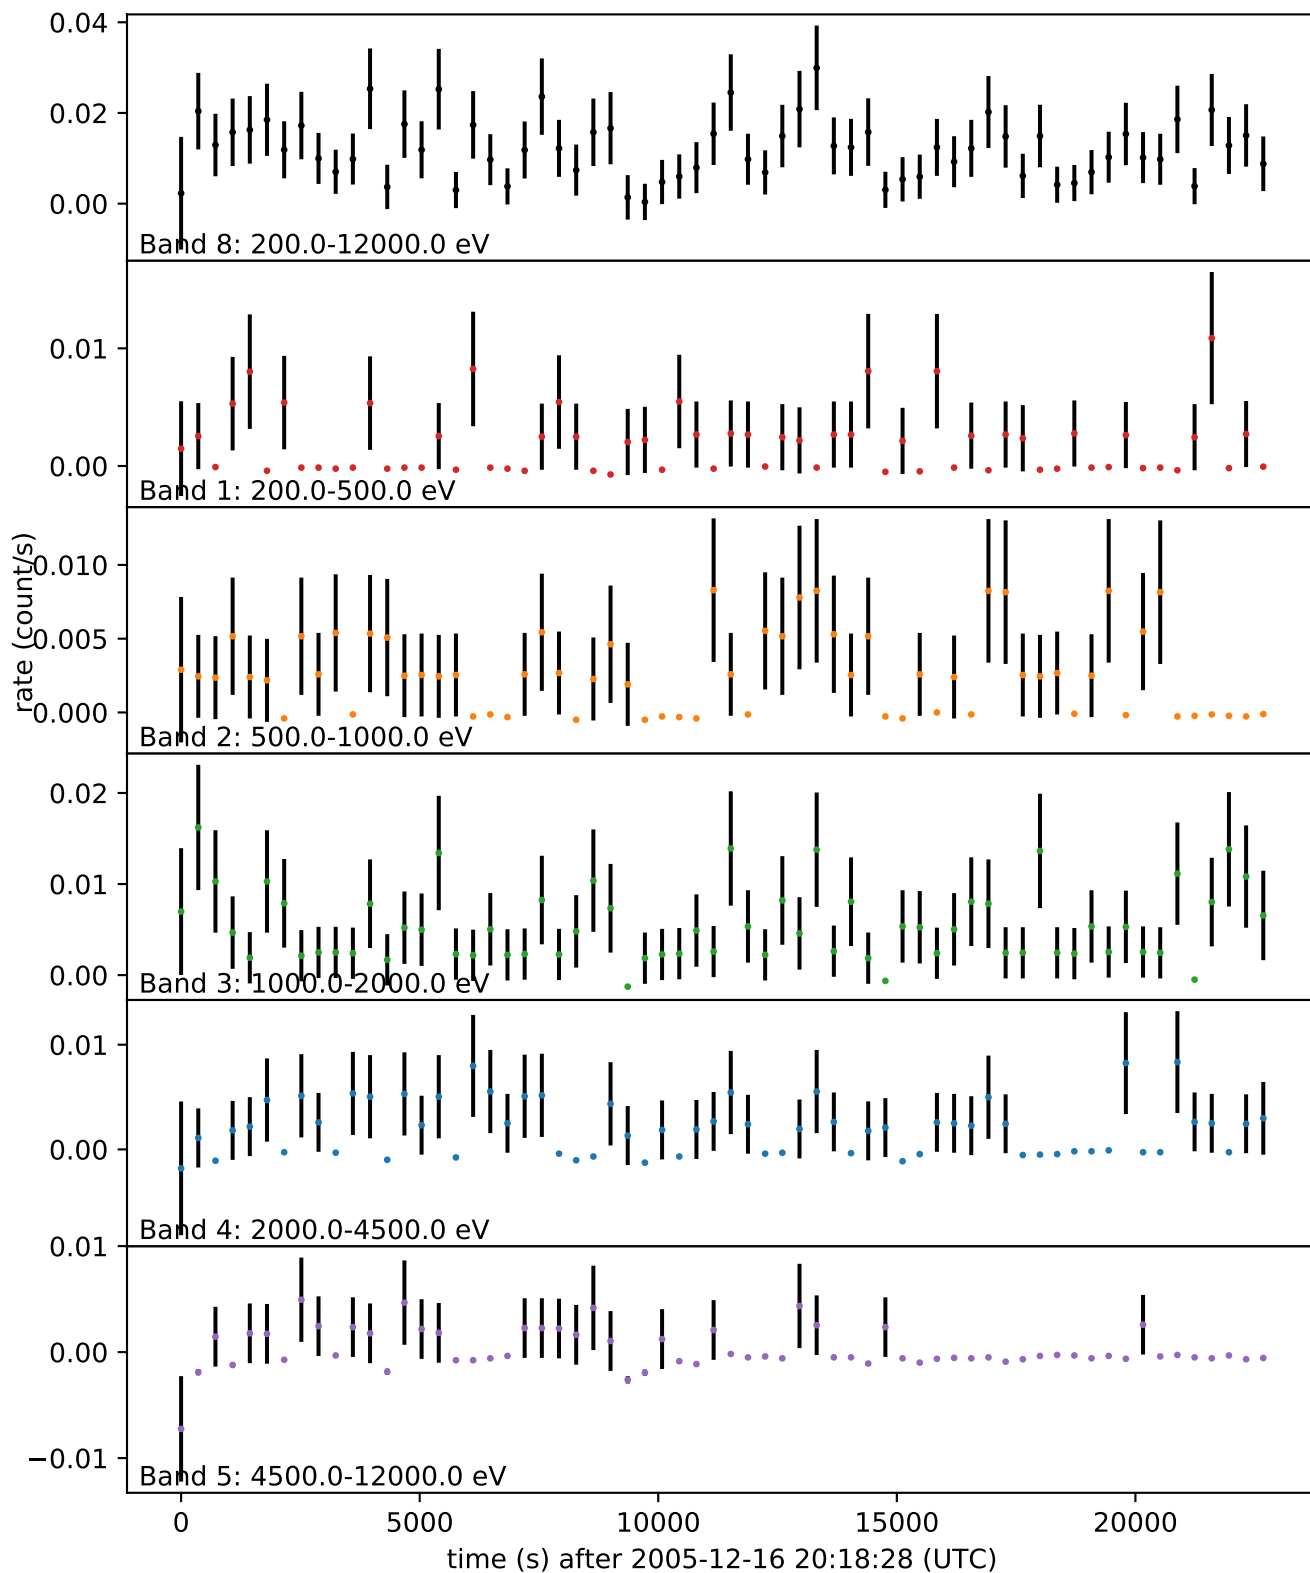 0.04
0.02
0.00
Band 8: 200.0-12000.0 eV
0.01
0.00
Band 1: 200.0-500.0 eV
rate (count/s)
0.010
0.005
0.000
Band 2: 500.0-1000.0 eV
0.02
0.01
0.00
Band 3: 1000.0-2000.0 eV
0.01
0.00
Band 4: 2000.0-4500.0 eV
0.01
0.00
−0.01
Band 5: 4500.0-12000.0 eV
0 5000 10000 15000 20000
time (s) after 2005-12-16 20:18:28 (UTC)